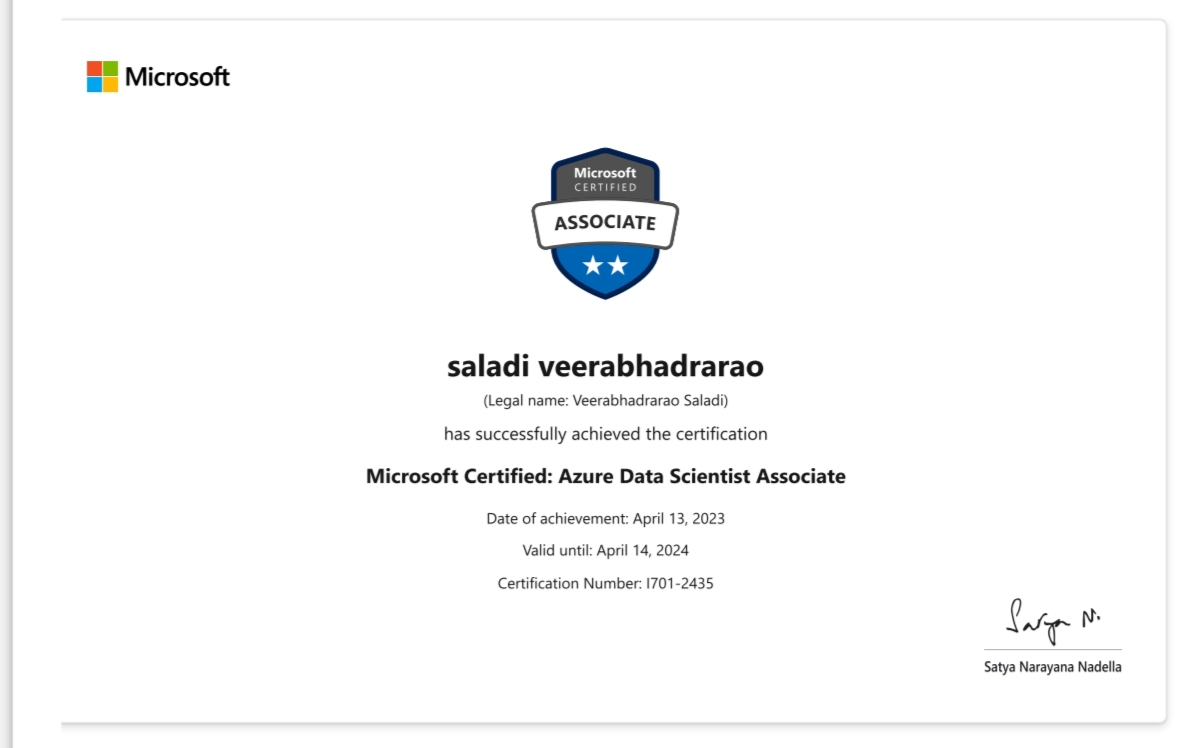 Microsoft
Microsoft
CERTIFIED
ASSOCIATE
saladi veerabhadrarao
(Legal name: Veerabhadrarao Saladi)
has successfully achieved the certification
Microsoft Certified: Azure Data Scientist Associate
Date of achievement: April 13, 2023
Valid until: April 14, 2024
Certification Number: I701-2435
Satya N.
Satya Narayana Nadella